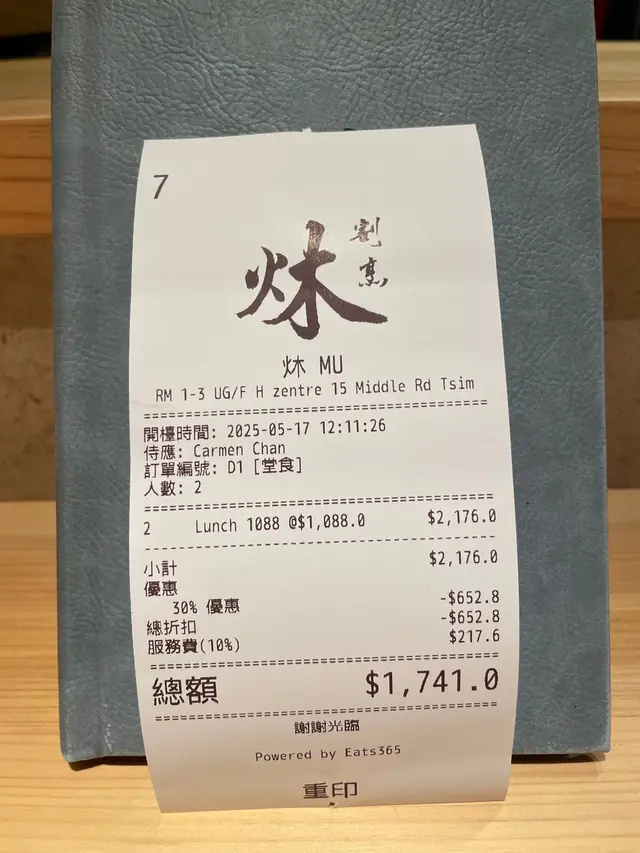 7
割烹
炑
炑 MU
RM 1-3 UG/F H zentre 15 Middle Rd Tsim
開檯時間: 2025-05-17 12:11:26
侍應: Carmen Chan
訂單編號: D1 [堂食]
人數: 2
2 Lunch 1088 @$1,088.0 $2,176.0
小計 $2,176.0
優惠
30% 優惠 -$652.8
總折扣 -$652.8
服務費(10%) $217.6
總額 $1,741.0
謝謝光臨
Powered by Eats365
重印